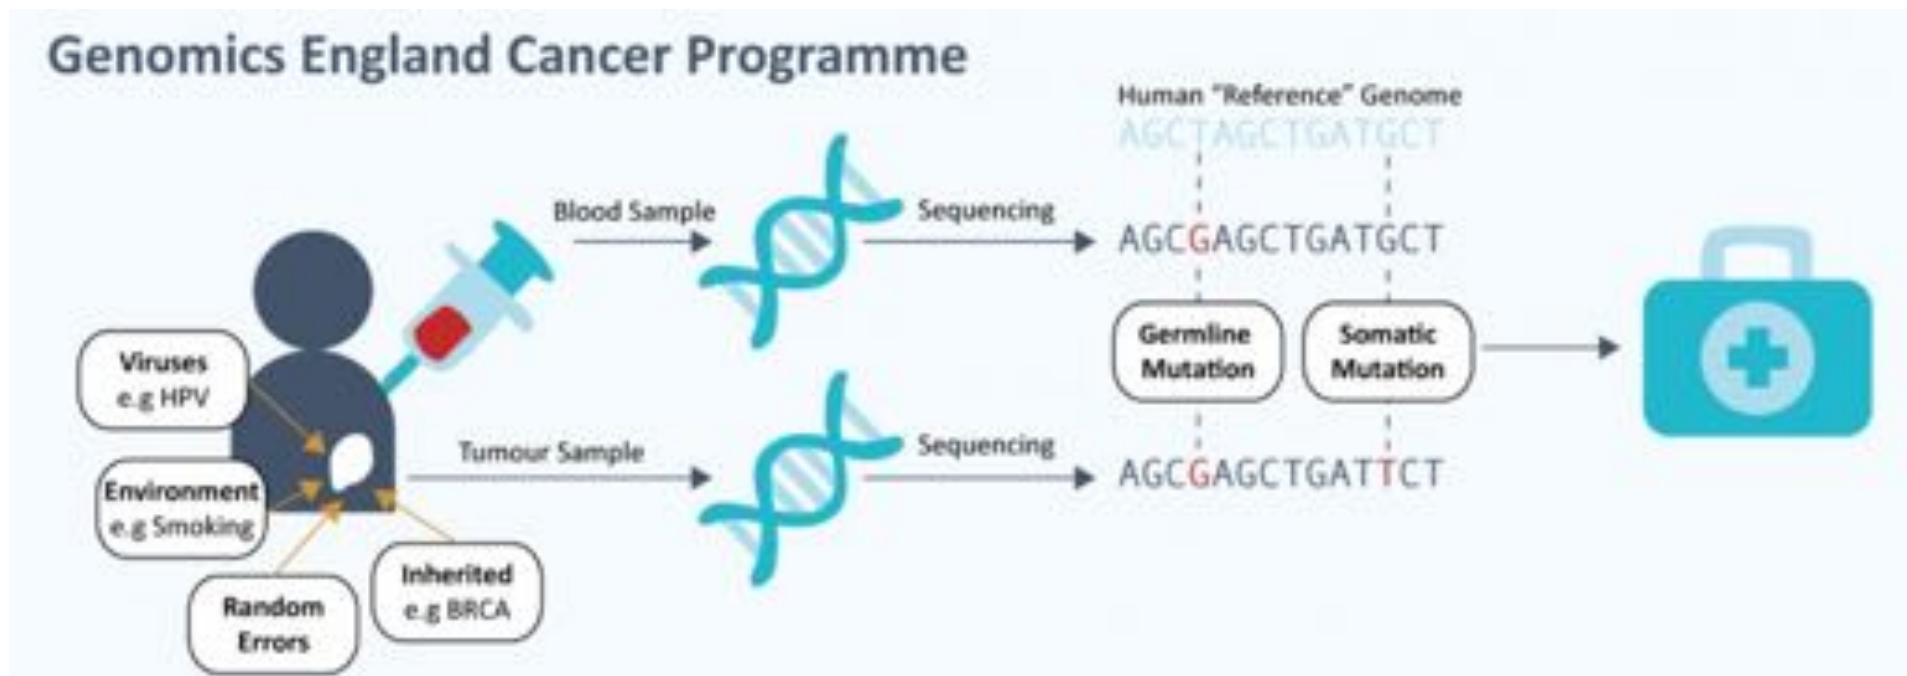 Genomics England Cancer Programme
Human "Reference" Genome
AGCTAGCTGATGCT
Blood Sample
Sequencing
AGCGAGCTGATGCT
Viruses
e.g HPV
Germline
Mutation
Somatic
Mutation
Tumour Sample
Sequencing
AGCGAGCTGATTCT
Environment
e.g Smoking
Random
Errors
Inherited
e.g BRCA